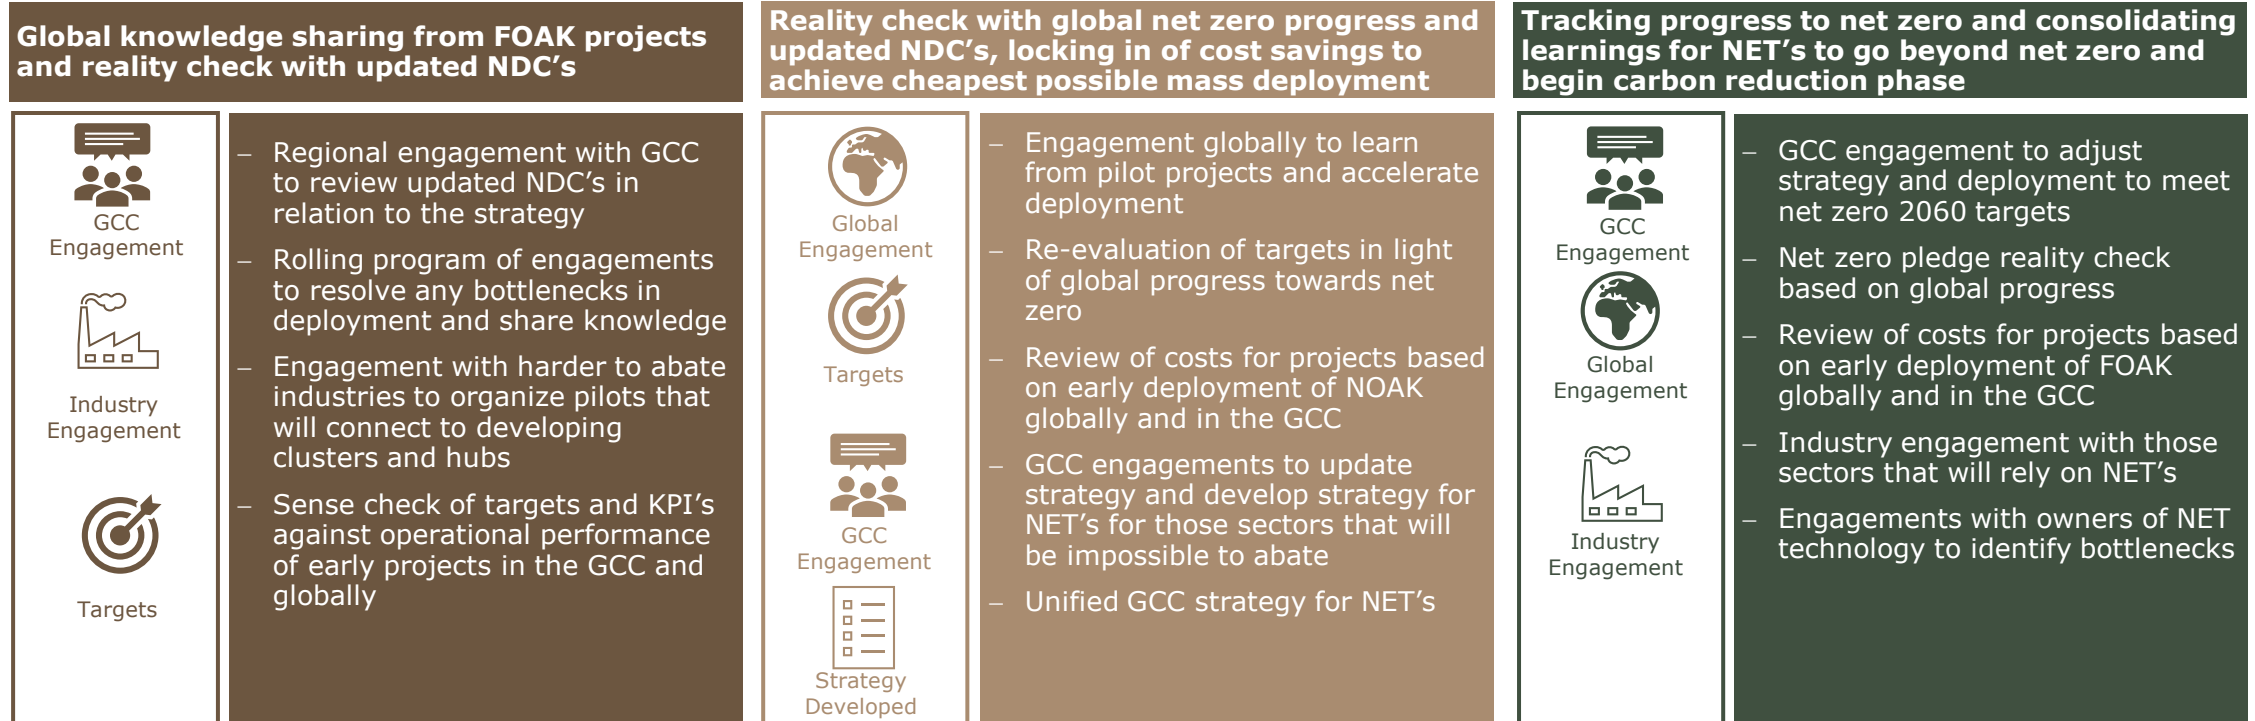 Global knowledge sharing from FOAK projects
and reality check with updated NDC’s
GCC
Engagement
Industry
Engagement
Targets
– Regional engagement with GCC
to review updated NDC’s in
relation to the strategy
– Rolling program of engagements
to resolve any bottlenecks in
deployment and share knowledge
– Engagement with harder to abate
industries to organize pilots that
will connect to developing
clusters and hubs
– Sense check of targets and KPI’s
against operational performance
of early projects in the GCC and
globally
Reality check with global net zero progress and
updated NDC’s, locking in of cost savings to
achieve cheapest possible mass deployment
Global
Engagement
Targets
GCC
Engagement
Strategy
Developed
– Engagement globally to learn
from pilot projects and accelerate
deployment
– Re-evaluation of targets in light
of global progress towards net
zero
– Review of costs for projects based
on early deployment of NOAK
globally and in the GCC
– GCC engagements to update
strategy and develop strategy for
NET’s for those sectors that will
be impossible to abate
– Unified GCC strategy for NET’s
Tracking progress to net zero and consolidating
learnings for NET’s to go beyond net zero and
begin carbon reduction phase
GCC
Engagement
Global
Engagement
Industry
Engagement
– GCC engagement to adjust
strategy and deployment to meet
net zero 2060 targets
– Net zero pledge reality check
based on global progress
– Review of costs for projects based
on early deployment of FOAK
globally and in the GCC
– Industry engagement with those
sectors that will rely on NET’s
– Engagements with owners of NET
technology to identify bottlenecks